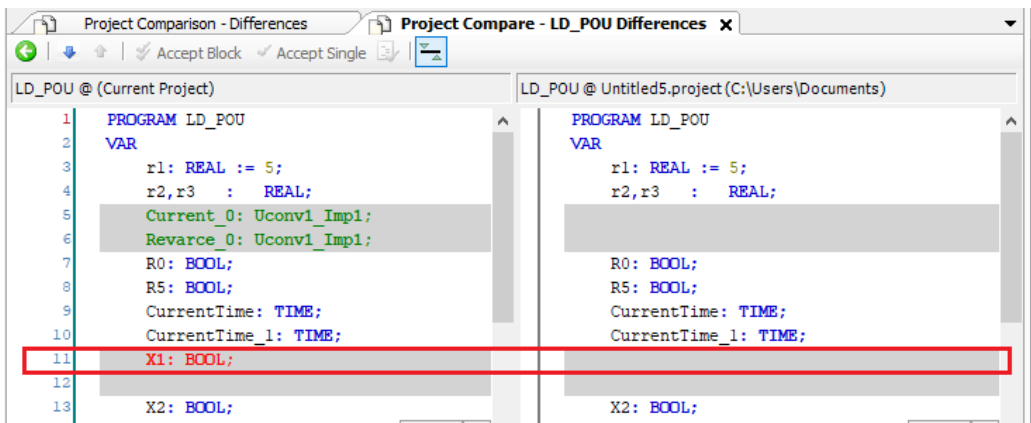 Project Comparison - Differences
Project Compare - LD_POU Differences
Accept Block
Accept Single
LD_POU @ (Current Project)
LD_POU @ Untitled5.project (C:\Users\Documents)
1 PROGRAM LD_POU PROGRAM LD_POU
2 VAR VAR
3 r1: REAL := 5; r1: REAL := 5;
4 r2,r3 : REAL; r2,r3 : REAL;
5 Current_0: Uconv1_Imp1;
6 Revarce_0: Uconv1_Imp1;
7 R0: BOOL; R0: BOOL;
8 R5: BOOL; R5: BOOL;
9 CurrentTime: TIME; CurrentTime: TIME;
10 CurrentTime_1: TIME; CurrentTime_1: TIME;
11 X1: BOOL;
12
13 X2: BOOL; X2: BOOL;